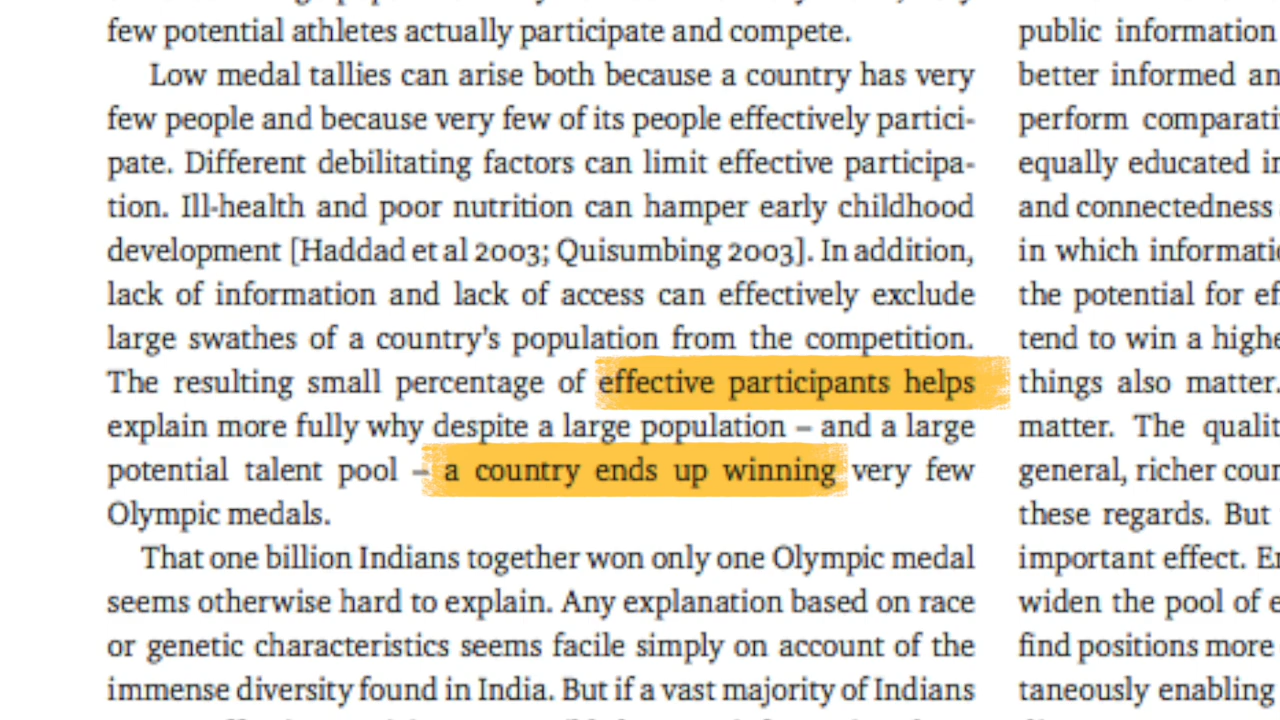 few potential athletes actually participate and compete.
Low medal tallies can arise both because a country has very
few people and because very few of its people effectively partici-
pate. Different debilitating factors can limit effective participa-
tion. Ill-health and poor nutrition can hamper early childhood
development [Haddad et al 2003; Quisumbing 2003]. In addition,
lack of information and lack of access can effectively exclude
large swathes of a country's population from the competition.
The resulting small percentage of effective participants helps
explain more fully why despite a large population – and a large
potential talent pool – a country ends up winning very few
Olympic medals.
That one billion Indians together won only one Olympic medal
seems otherwise hard to explain. Any explanation based on race
or genetic characteristics seems facile simply on account of the
immense diversity found in India. But if a vast majority of Indians
public information
better informed an
perform comparati
equally educated in
and connectedness
in which informatio
the potential for ef
tend to win a highe
things also matter.
matter. The qualit
general, richer coun
these regards. But
important effect. En
widen the pool of e
find positions more
taneously enabling